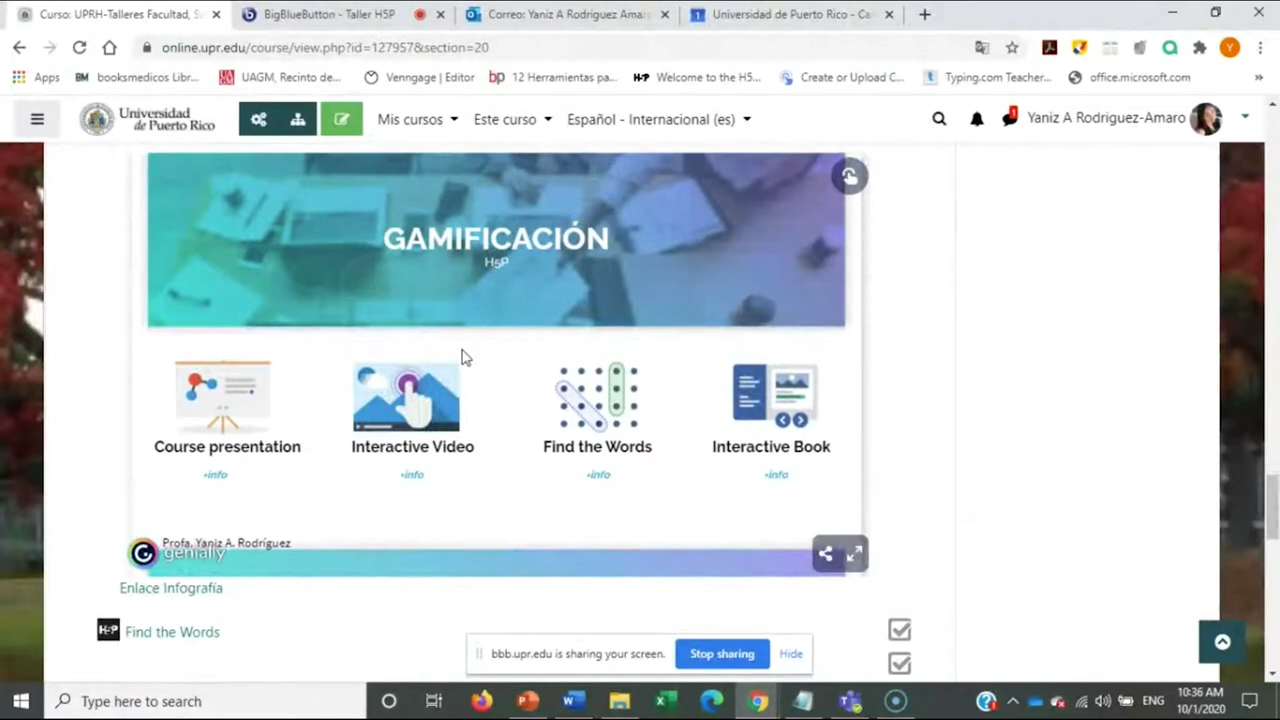 Curso: UPRH-Talleres Facultad, S
BigBlueButton - Taller H5P
Correo: Yaniz A Rodriguez Amar
Universidad de Puerto Rico - Ca
online.upr.edu/course/view.php?id=127957&section=20
Apps
booksmedicos Libr...
UAGM, Recinto de...
Venngage | Editor
12 Herramientas pa...
Welcome to the H5...
Create or Upload C...
Typing.com Teacher...
office.microsoft.com
Universidad
de Puerto Rico
Mis cursos
Este curso
Español - Internacional (es)
Yaniz A Rodriguez-Amaro
GAMIFICACIÓN
H5P
Course presentation
Interactive Video
Find the Words
Interactive Book
+info
+info
+info
+info
Profa. Yaniz A. Rodríguez
genially
Enlace Infografía
H5P Find the Words
bbb.upr.edu is sharing your screen.
Stop sharing
Hide
Type here to search
ENG
10:36 AM
10/1/2020